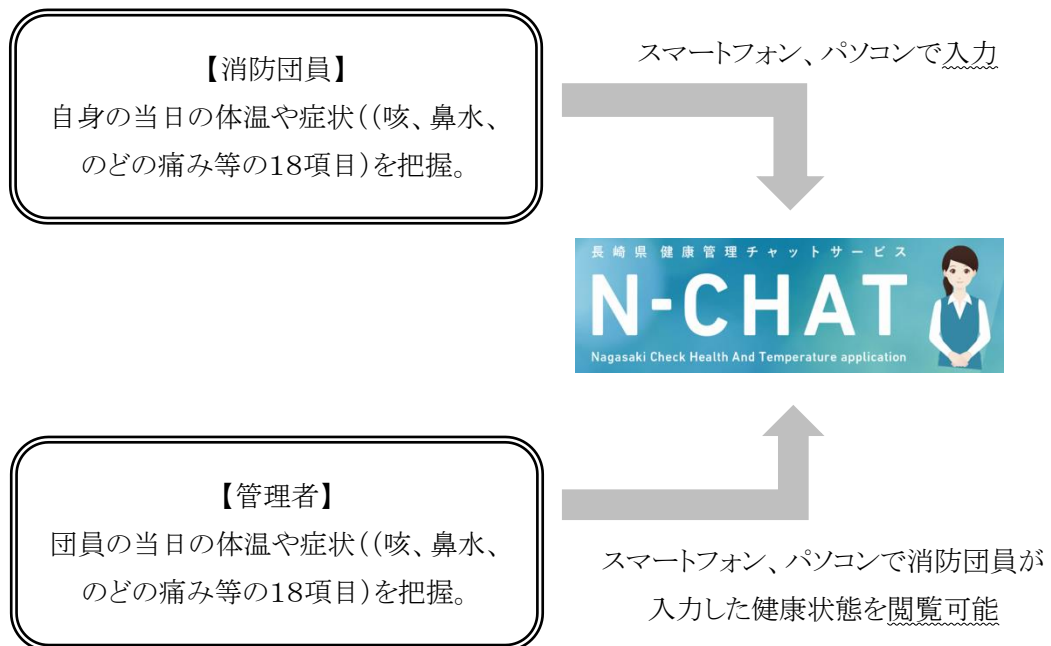 【消防団員】
自身の当日の体温や症状((咳、鼻水、
のどの痛み等の18項目)を把握。
スマートフォン、パソコンで入力
長崎県 健康管理チャットサービス
N-CHAT
Nagasaki Check Health And Temperature application
【管理者】
団員の当日の体温や症状((咳、鼻水、
のどの痛み等の18項目)を把握。
スマートフォン、パソコンで消防団員が
入力した健康状態を閲覧可能